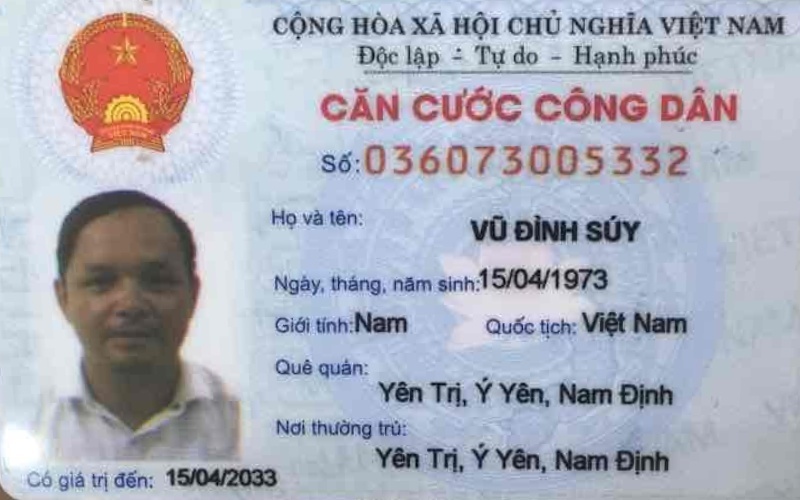 CỘNG HÒA XÃ HỘI CHỦ NGHĨA VIỆT NAM
Độc lập - Tự do - Hạnh phúc
CĂN CƯỚC CÔNG DÂN
Số: 036073005332
Họ và tên: VŨ ĐÌNH SÚY
Ngày, tháng, năm sinh: 15/04/1973
Giới tính: Nam Quốc tịch: Việt Nam
Quê quán:
Yên Trị, Ý Yên, Nam Định
Nơi thường trú:
Yên Trị, Ý Yên, Nam Định
Có giá trị đến: 15/04/2033